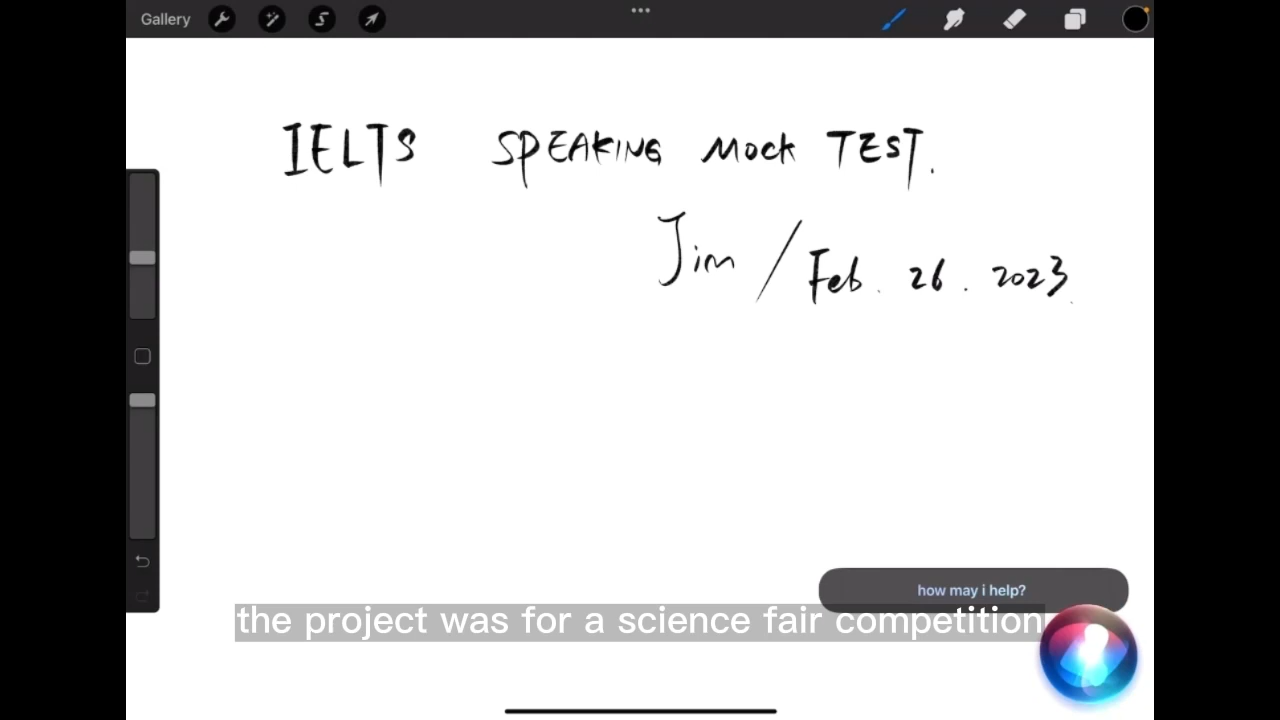 Gallery
IELTS SPEAKING Mock TEST.
Jim / Feb. 26. 2023.
how may i help?
the project was for a science fair competition